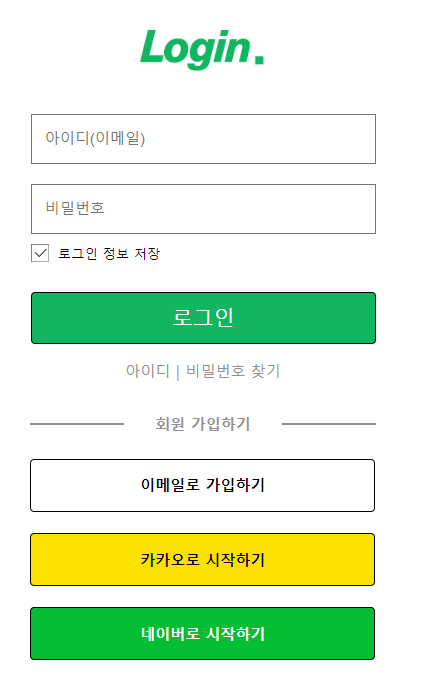 Login.
아이디(이메일)
비밀번호
로그인 정보 저장
로그인
아이디 | 비밀번호 찾기
회원 가입하기
이메일로 가입하기
카카오로 시작하기
네이버로 시작하기